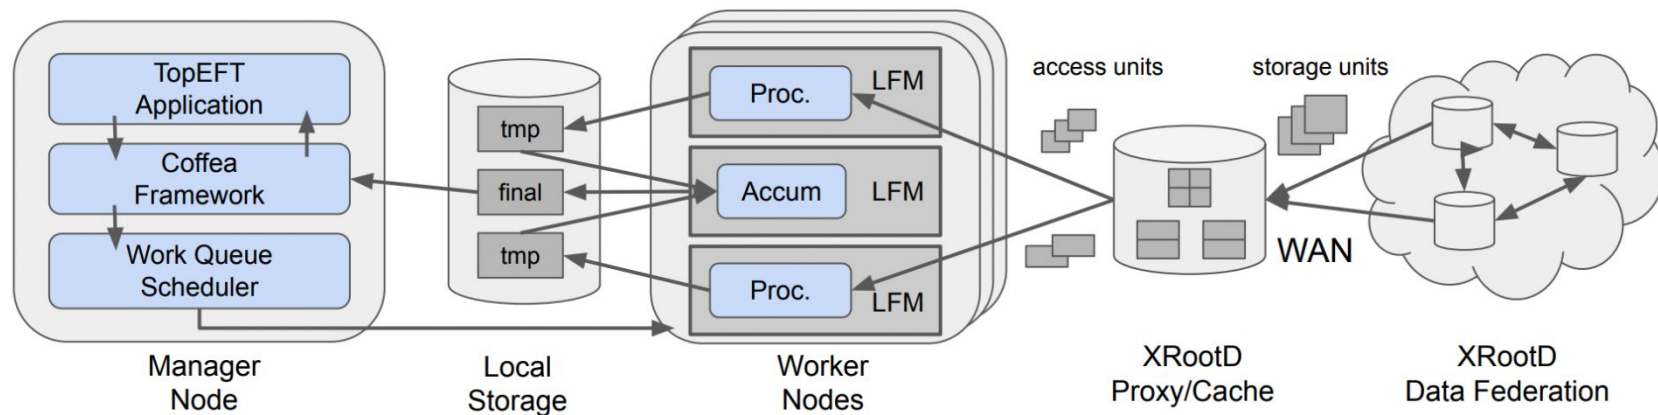 TopEFT
Application
Coffea
Framework
Work Queue
Scheduler
Manager
Node
tmp
final
tmp
Local
Storage
Proc.
LFM
Accum
LFM
Proc.
LFM
Worker
Nodes
access units
storage units
WAN
XRootD
Proxy/Cache
XRootD
Data Federation